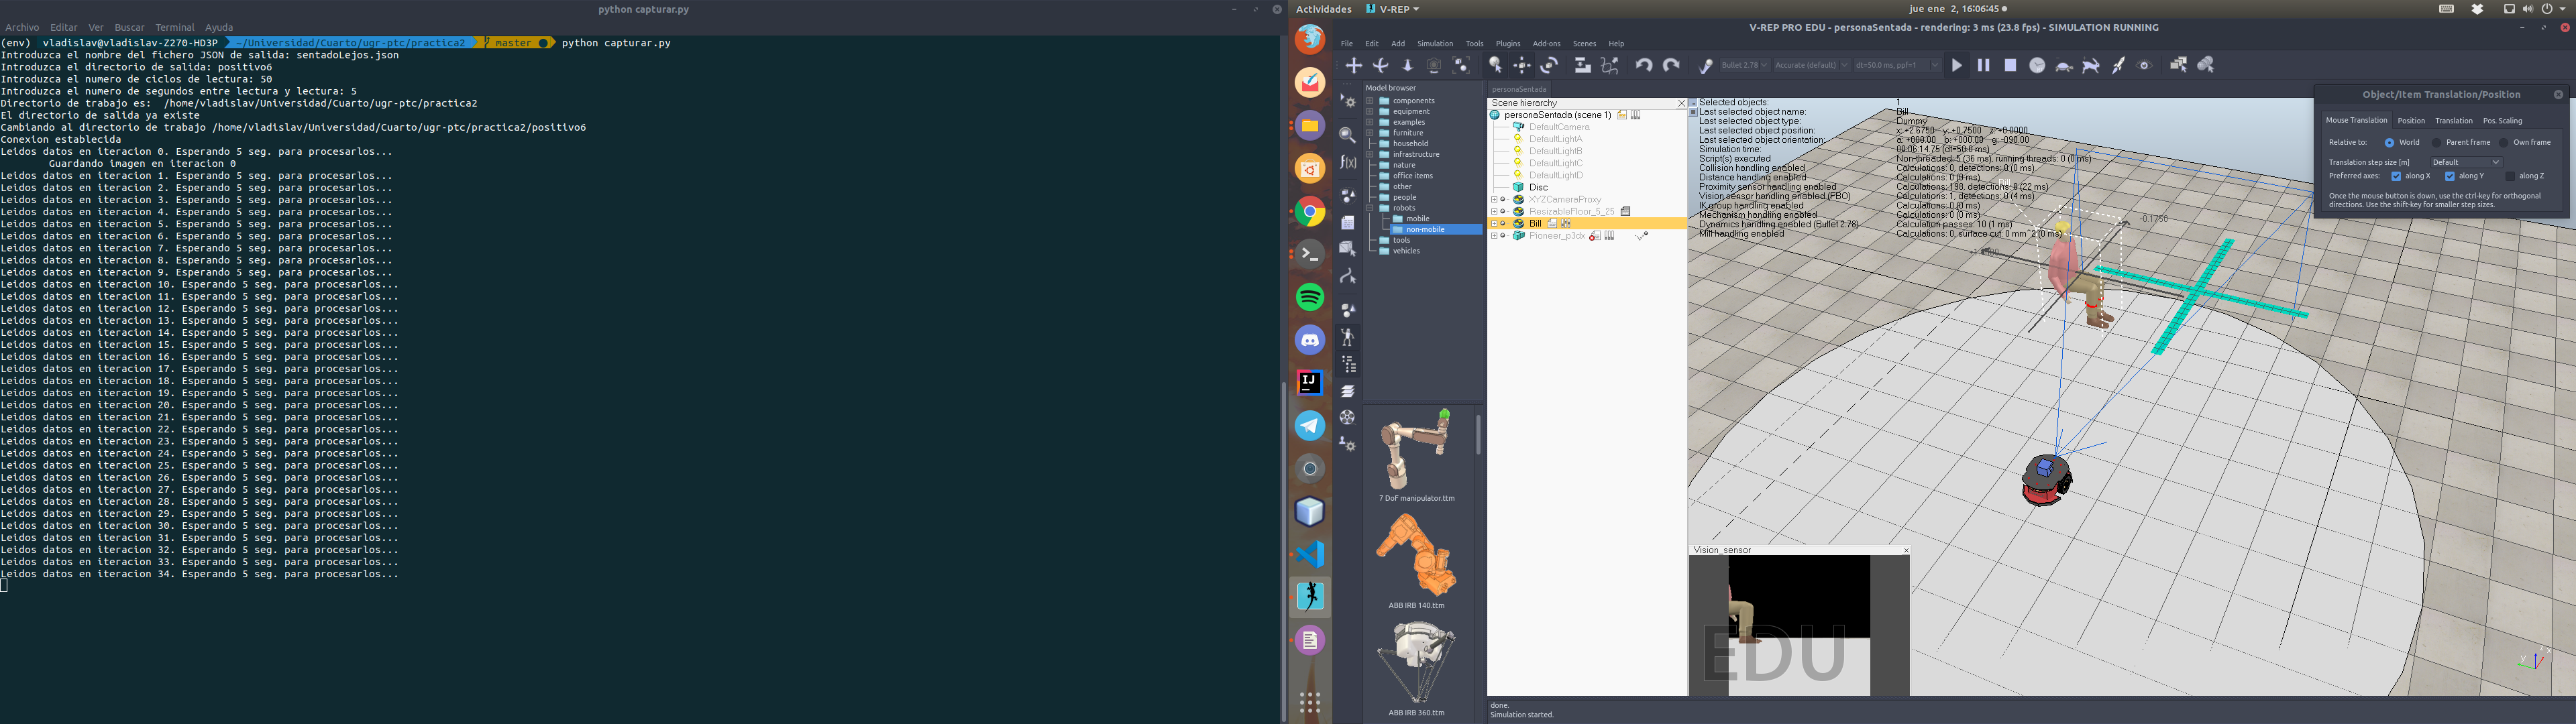 python capturar.py
Archivo Editar Ver Buscar Terminal Ayuda
(env) vladislav@vladislav-Z270-HD3P ~/Universidad/Cuarto/ugr-ptc/practica2 master python capturar.py
Introduzca el nombre del fichero JSON de salida: sentadoLejos.json
Introduzca el directorio de salida: positivo6
Introduzca el numero de ciclos de lectura: 50
Introduzca el numero de segundos entre lectura y lectura: 5
Directorio de trabajo es: /home/vladislav/Universidad/Cuarto/ugr-ptc/practica2
El directorio de salida ya existe
Cambiando al directorio de trabajo /home/vladislav/Universidad/Cuarto/ugr-ptc/practica2/positivo6
Conexion establecida
Leidos datos en iteracion 0. Esperando 5 seg. para procesarlos...
Guardando imagen en iteracion 0
Leidos datos en iteracion 1. Esperando 5 seg. para procesarlos...
Leidos datos en iteracion 2. Esperando 5 seg. para procesarlos...
Leidos datos en iteracion 3. Esperando 5 seg. para procesarlos...
Leidos datos en iteracion 4. Esperando 5 seg. para procesarlos...
Leidos datos en iteracion 5. Esperando 5 seg. para procesarlos...
Leidos datos en iteracion 6. Esperando 5 seg. para procesarlos...
Leidos datos en iteracion 7. Esperando 5 seg. para procesarlos...
Leidos datos en iteracion 8. Esperando 5 seg. para procesarlos...
Leidos datos en iteracion 9. Esperando 5 seg. para procesarlos...
Leidos datos en iteracion 10. Esperando 5 seg. para procesarlos...
Leidos datos en iteracion 11. Esperando 5 seg. para procesarlos...
Leidos datos en iteracion 12. Esperando 5 seg. para procesarlos...
Leidos datos en iteracion 13. Esperando 5 seg. para procesarlos...
Leidos datos en iteracion 14. Esperando 5 seg. para procesarlos...
Leidos datos en iteracion 15. Esperando 5 seg. para procesarlos...
Leidos datos en iteracion 16. Esperando 5 seg. para procesarlos...
Leidos datos en iteracion 17. Esperando 5 seg. para procesarlos...
Leidos datos en iteracion 18. Esperando 5 seg. para procesarlos...
Leidos datos en iteracion 19. Esperando 5 seg. para procesarlos...
Leidos datos en iteracion 20. Esperando 5 seg. para procesarlos...
Leidos datos en iteracion 21. Esperando 5 seg. para procesarlos...
Leidos datos en iteracion 22. Esperando 5 seg. para procesarlos...
Leidos datos en iteracion 23. Esperando 5 seg. para procesarlos...
Leidos datos en iteracion 24. Esperando 5 seg. para procesarlos...
Leidos datos en iteracion 25. Esperando 5 seg. para procesarlos...
Leidos datos en iteracion 26. Esperando 5 seg. para procesarlos...
Leidos datos en iteracion 27. Esperando 5 seg. para procesarlos...
Leidos datos en iteracion 28. Esperando 5 seg. para procesarlos...
Leidos datos en iteracion 29. Esperando 5 seg. para procesarlos...
Leidos datos en iteracion 30. Esperando 5 seg. para procesarlos...
Leidos datos en iteracion 31. Esperando 5 seg. para procesarlos...
Leidos datos en iteracion 32. Esperando 5 seg. para procesarlos...
Leidos datos en iteracion 33. Esperando 5 seg. para procesarlos...
Leidos datos en iteracion 34. Esperando 5 seg. para procesarlos...
Actividades V-REP jue ene 2, 16:06:45
V-REP PRO EDU - personaSentada - rendering: 3 ms (23.8 fps) - SIMULATION RUNNING
File Edit Add Simulation Tools Plugins Add-ons Scenes Help
Bullet 2.78 Accurate (default) dt=50.0 ms, ppf=1
Model browser
components
equipment
examples
furniture
household
infrastructure
nature
office items
other
people
robots
mobile
non-mobile
tools
vehicles
7 DoF manipulator.ttm
ABB IRB 140.ttm
ABB IRB 360.ttm
personaSentada
Scene hierarchy
personaSentada (scene 1)
DefaultCamera
DefaultLightA
DefaultLightB
DefaultLightC
DefaultLightD
Disc
XYZCameraProxy
ResizableFloor_5_25
Bill
Pioneer_p3dx
Selected objects: 1
Last selected object name: Bill
Last selected object type: Dummy
Last selected object position: x: +2.6750 y: +0.7500 z: +0.0000
Last selected object orientation: a: +000.00 b: +000.00 g: -090.00
Simulation time: 00:06:14.75 (dt=50.0 ms)
Script(s) executed Non-threaded: 5 (36 ms), running threads: 0 (0 ms)
Collision handling enabled Calculations: 0, detections: 0 (0 ms)
Distance handling enabled Calculations: 0 (0 ms)
Proximity sensor handling enabled Calculations: 198, detections: 8 (22 ms)
Vision sensor handling enabled (FBO) Calculations: 1, detections: 0 (4 ms)
IK group handling enabled Calculations: 0 (0 ms)
Mechanism handling enabled Calculations: 0 (0 ms)
Dynamics handling enabled (Bullet 2.78) Calculation passes: 10 (1 ms)
Mill handling enabled Calculations: 0, surface cut: 0 mm^2 (0 ms)
-0.1750
Object/Item Translation/Position
Mouse Translation Position Translation Pos. Scaling
Relative to: World Parent frame Own frame
Translation step size [m] Default
Preferred axes: along X along Y along Z
Once the mouse button is down, use the ctrl-key for orthogonal
directions. Use the shift-key for smaller step sizes.
Vision_sensor
EDU
y x
done.
Simulation started.